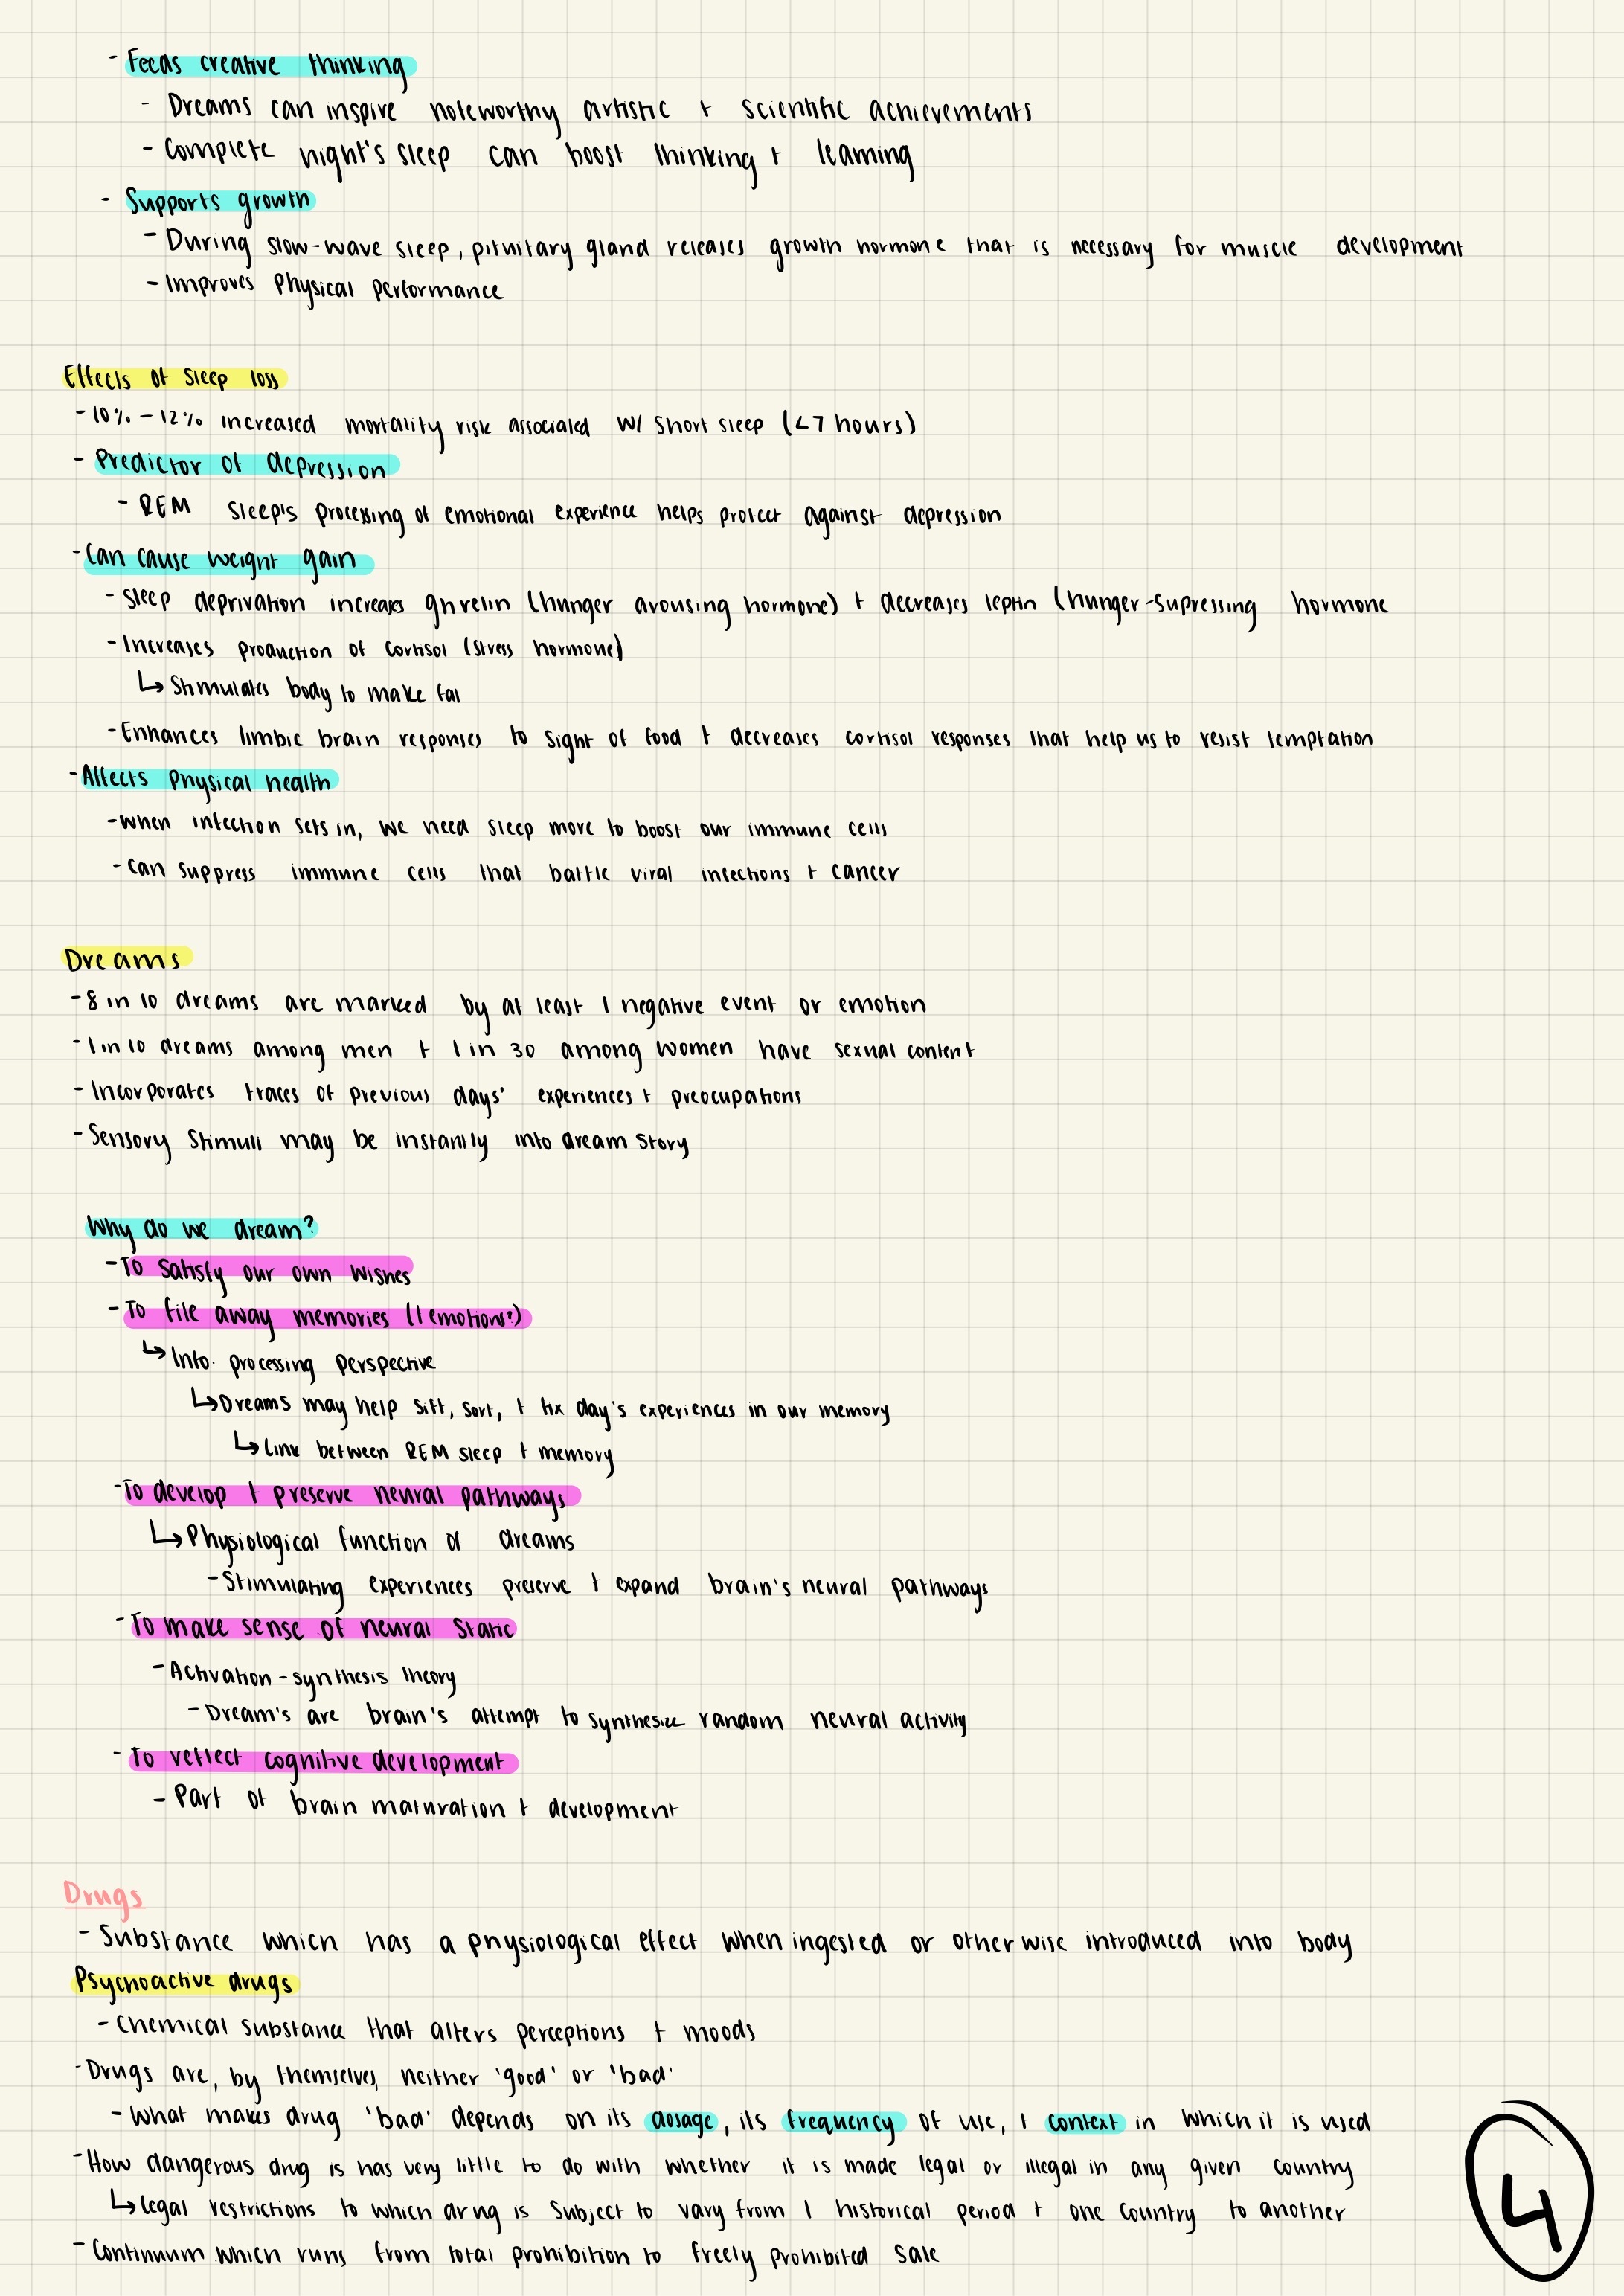 - Feeds creative thinking
- Dreams can inspire noteworthy artistic + scientific achievements
- Complete night's sleep can boost thinking + learning
- Supports growth
- During slow-wave sleep, pituitary gland releases growth hormone that is necessary for muscle development
- Improves physical performance
Effects of sleep loss
- 10% - 12% increased mortality risk associated w/ short sleep (<7 hours)
- Predictor of depression
- REM sleep's processing of emotional experience helps protect against depression
- Can cause weight gain
- Sleep deprivation increases ghrelin (hunger arousing hormone) + decreases leptin (hunger-supressing hormone
- Increases production of cortisol (stress hormone)
↳ Stimulates body to make fat
- Enhances limbic brain responses to sight of food + decreases cortisol responses that help us to resist temptation
- Affects physical health
- When infection sets in, we need sleep more to boost our immune cells
- Can suppress immune cells that battle viral infections + cancer
Dreams
- 8 in 10 dreams are marked by at least 1 negative event or emotion
- 1 in 10 dreams among men + 1 in 30 among women have sexual content
- Incorporates traces of previous days' experiences + preocupations
- Sensory stimuli may be instantly into dream story
Why do we dream?
- To satisfy our own wishes
- To file away memories (+ emotions?)
↳ Info. processing perspective
↳ Dreams may help sift, sort, + fix day's experiences in our memory
↳ Link between REM sleep + memory
- To develop + preserve neural pathways
↳ Physiological function of dreams
- Stimulating experiences preserve + expand brain's neural pathways
- To make sense of neural static
- Activation-synthesis theory
- Dream's are brain's attempt to synthesize random neural activity
- To reflect cognitive development
- Part of brain maturation + development
Drugs
- Substance which has a physiological effect when ingested or otherwise introduced into body
Psychoactive drugs
- Chemical substance that alters perceptions + moods
- Drugs are, by themselves, neither 'good' or 'bad'
- What makes drug 'bad' depends on its dosage, its frequency of use, + context in which it is used
- How dangerous drug is has very little to do with whether it is made legal or illegal in any given country
↳ Legal restrictions to which drug is subject to vary from 1 historical period + one country to another
- Continuum which runs from total prohibition to freely prohibited sale
4